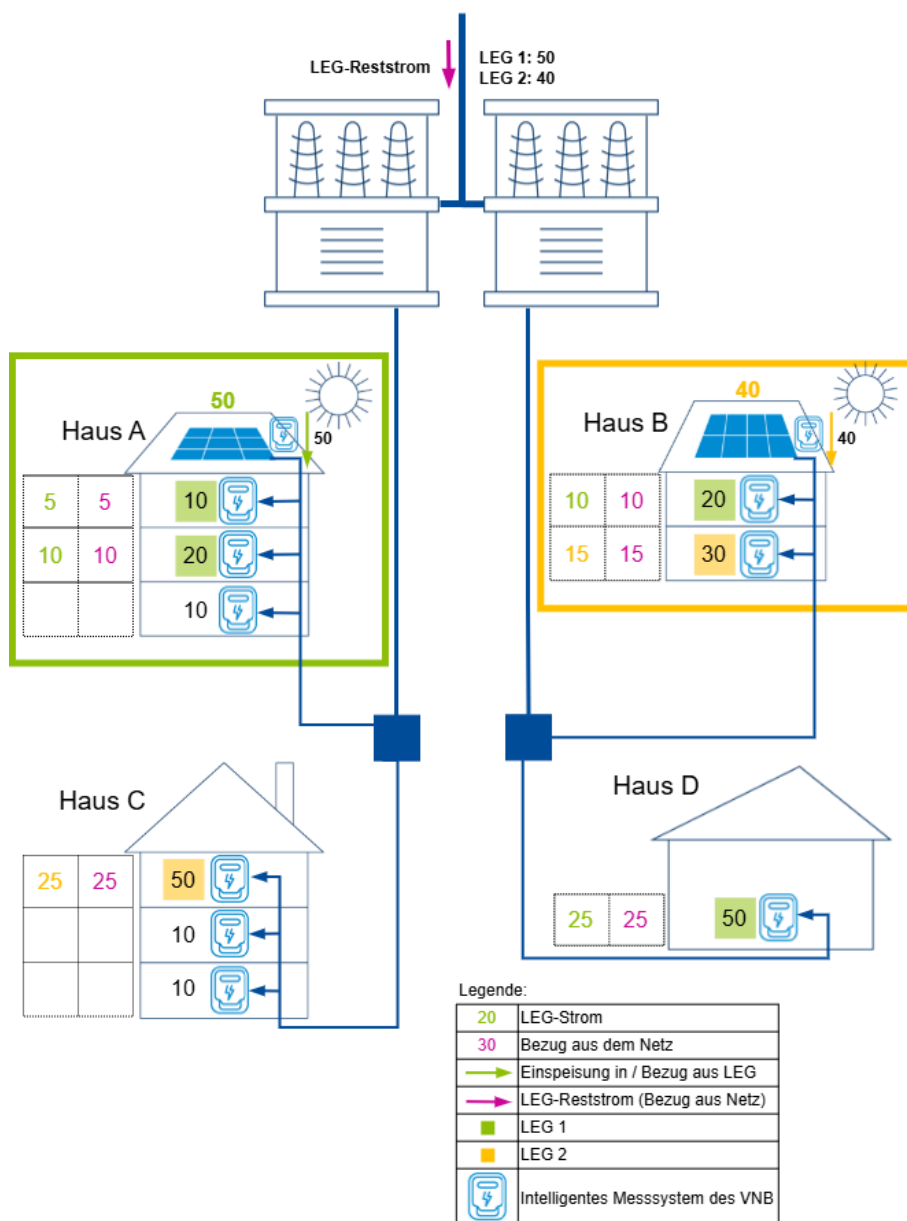 LEG-Reststrom
LEG 1: 50
LEG 2: 40
50
Haus A
50
5 5 10
10 10 20
10
40
Haus B
40
10 10 20
15 15 30
Haus C
25 25 50
10
10
Haus D
25 25 50
Legende:
20 LEG-Strom
30 Bezug aus dem Netz
Einspeisung in / Bezug aus LEG
LEG-Reststrom (Bezug aus Netz)
LEG 1
LEG 2
Intelligentes Messsystem des VNB